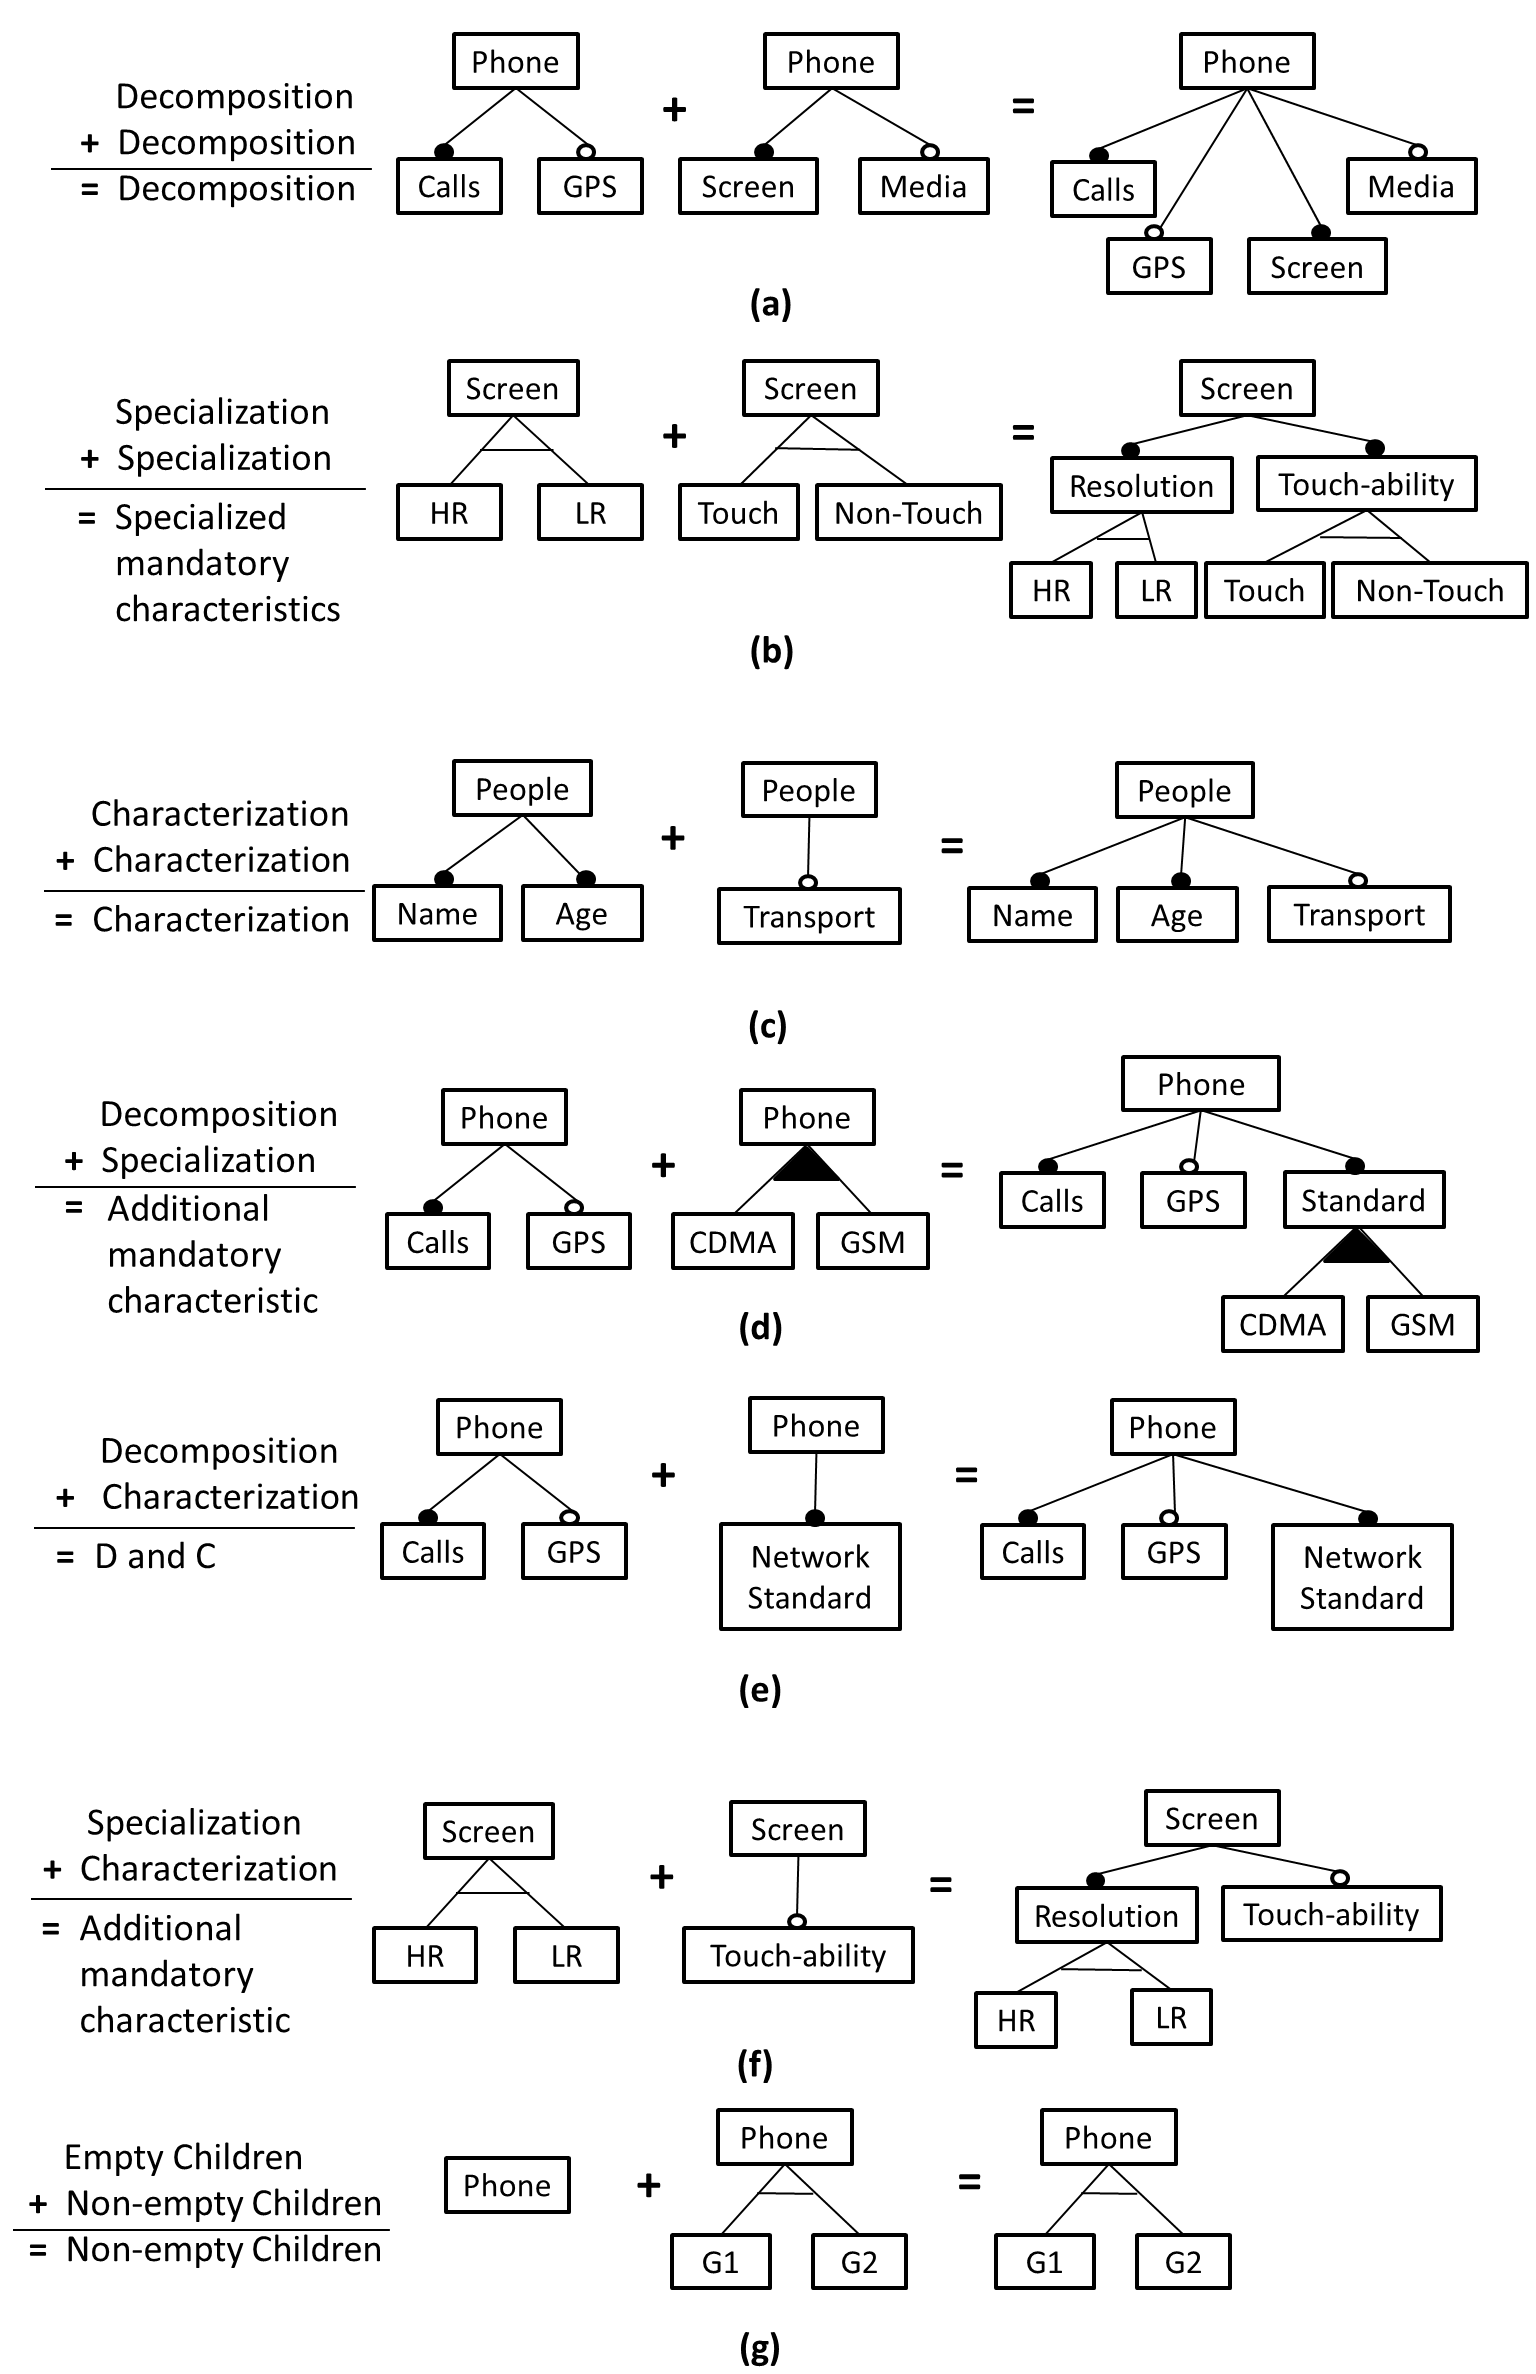 Phone
Phone
Phone
Decomposition
+ Decomposition
= Decomposition
+
=
Calls
GPS
Screen
Media
Calls
Media
GPS
Screen
(a)
Screen
Screen
Screen
Specialization
+ Specialization
= Specialized
mandatory
characteristics
+
=
HR
LR
Touch
Non-Touch
Resolution
Touch-ability
HR
LR
Touch
Non-Touch
(b)
People
People
People
Characterization
+ Characterization
= Characterization
+
=
Name
Age
Transport
Name
Age
Transport
(c)
Phone
Phone
Phone
Decomposition
+ Specialization
= Additional
mandatory
characteristic
+
=
Calls
GPS
CDMA
GSM
Calls
GPS
Standard
CDMA
GSM
(d)
Phone
Phone
Phone
Decomposition
+ Characterization
= D and C
+
=
Calls
GPS
Network
Standard
Calls
GPS
Network
Standard
(e)
Screen
Screen
Screen
Specialization
+ Characterization
= Additional
mandatory
characteristic
+
=
HR
LR
Touch-ability
Resolution
Touch-ability
HR
LR
(f)
Empty Children
+ Non-empty Children
= Non-empty Children
Phone
+
Phone
=
Phone
G1
G2
G1
G2
(g)